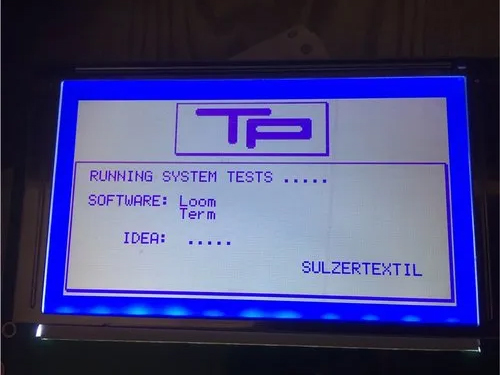 TP
RUNNING SYSTEM TESTS .....
SOFTWARE: Loom
Term
IDEA: .....
SULZERTEXTIL